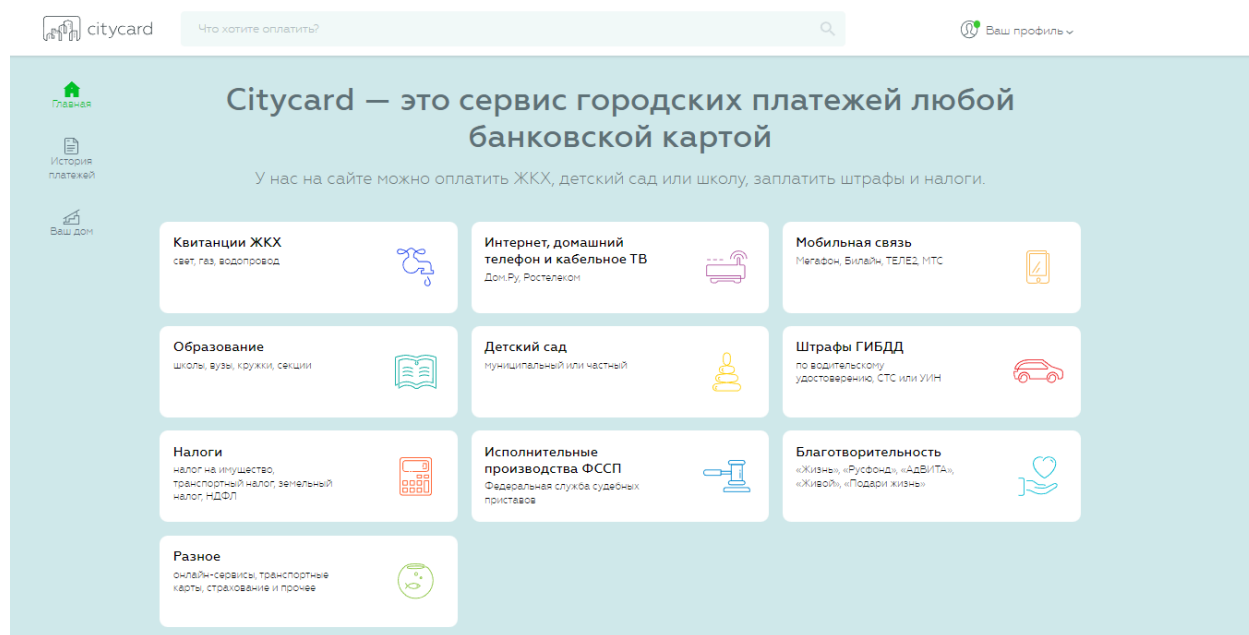 citycard
Что хотите оплатить?
Ваш профиль
Главная
История
платежей
Ваш дом
Citycard — это сервис городских платежей любой
банковской картой
У нас на сайте можно оплатить ЖКХ, детский сад или школу, заплатить штрафы и налоги.
Квитанции ЖКХ
свет, газ, водопровод
Интернет, домашний
телефон и кабельное ТВ
Дом.Ру, Ростелеком
Мобильная связь
Мегафон, Билайн, ТЕЛЕ2, МТС
Образование
школы, вузы, кружки, секции
Детский сад
муниципальный или частный
Штрафы ГИБДД
по водительскому
удостоверению, СТС или УИН
Налоги
налог на имущество,
транспортный налог, земельный
налог, НДФЛ
Исполнительные
производства ФССП
Федеральная служба судебных
приставов
Благотворительность
«Жизнь», «Русфонд», «АдВИТА»,
«Живой», «Подари жизнь»
Разное
онлайн-сервисы, транспортные
карты, страхование и прочее